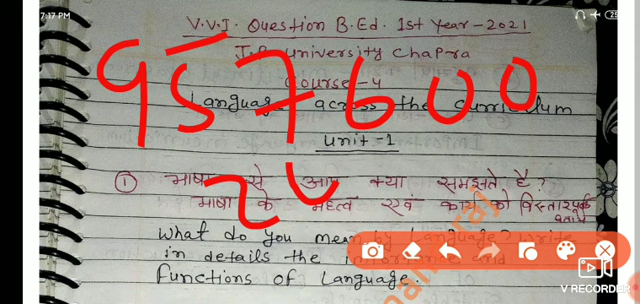 7:17 PM
V.V.I. Question B.Ed. 1st Year-2021
J.P. University Chapra
Course-4
Language across the curriculum
957600
Unit-1
① भाषा से आप क्या समझते है?
भाषा के महत्व एवं कार्य को विस्तारपूर्वक
What do you mean by Language? Write
in details the and
functions of Language.
V RECORDER